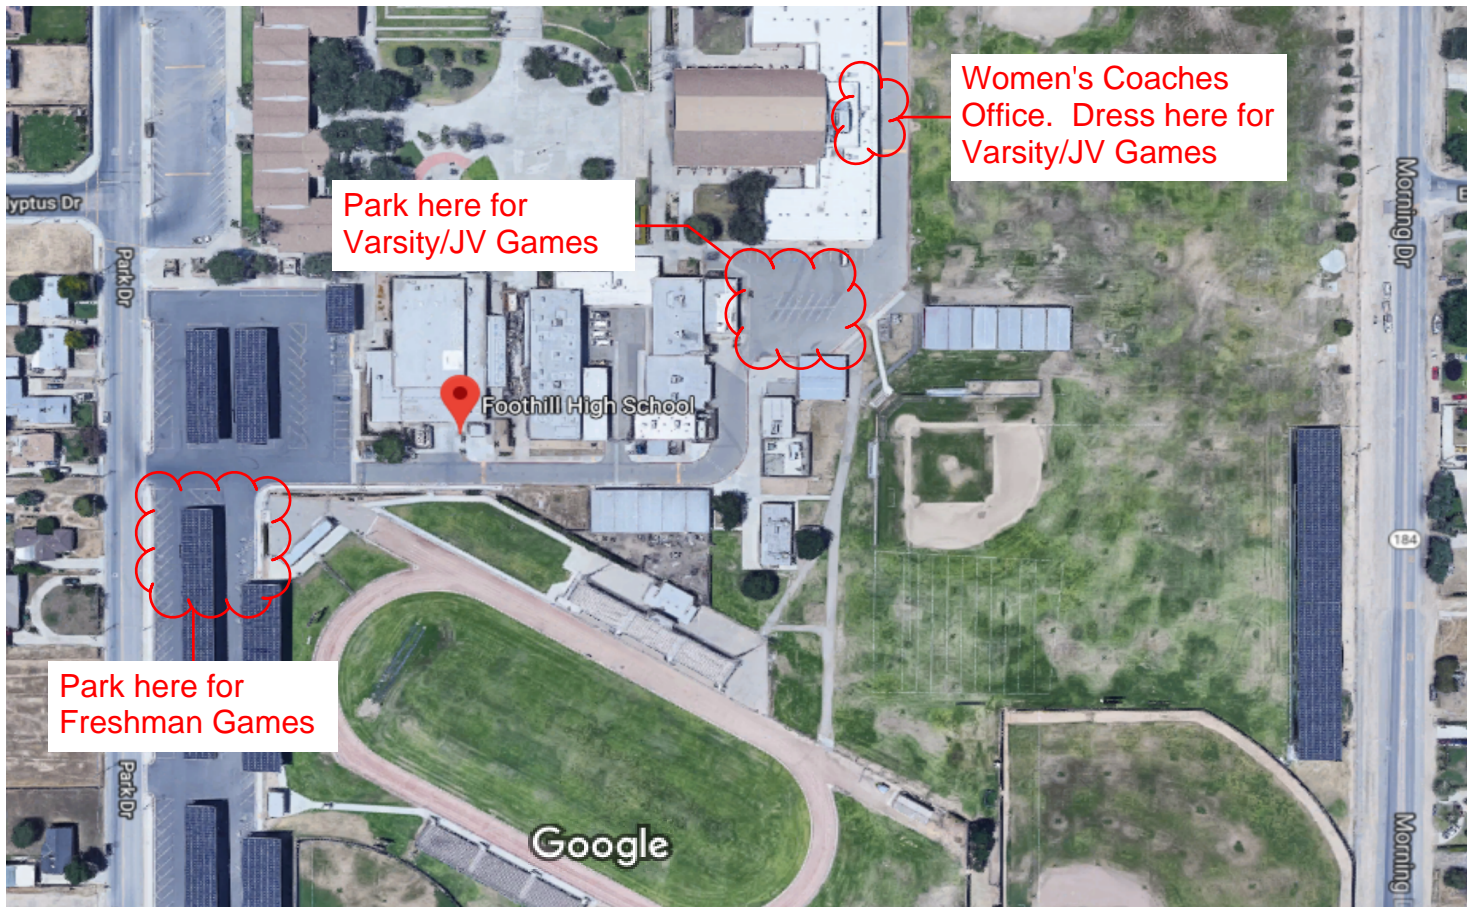 Women's Coaches
Office.  Dress here for
Varsity/JV Games
Park here for
Varsity/JV Games
lyptus Dr
Park Dr
Morning Dr
Foothill High School
184
Park here for
Freshman Games
Park Dr
Google
Morning